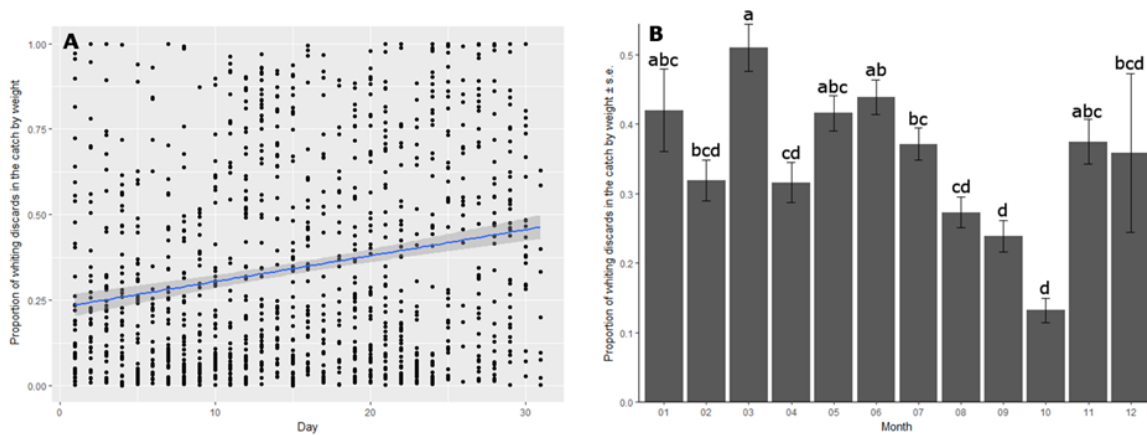 A
Proportion of whiting discards in the catch by weight
1.00
0.75
0.50
0.25
0.00
0
10
20
30
Day
B
Proportion of whiting discards in the catch by weight ± s.e.
0.5
0.4
0.3
0.2
0.1
0.0
abc
bcd
a
cd
abc
ab
bc
cd
d
d
abc
bcd
01 02 03 04 05 06 07 08 09 10 11 12
Month